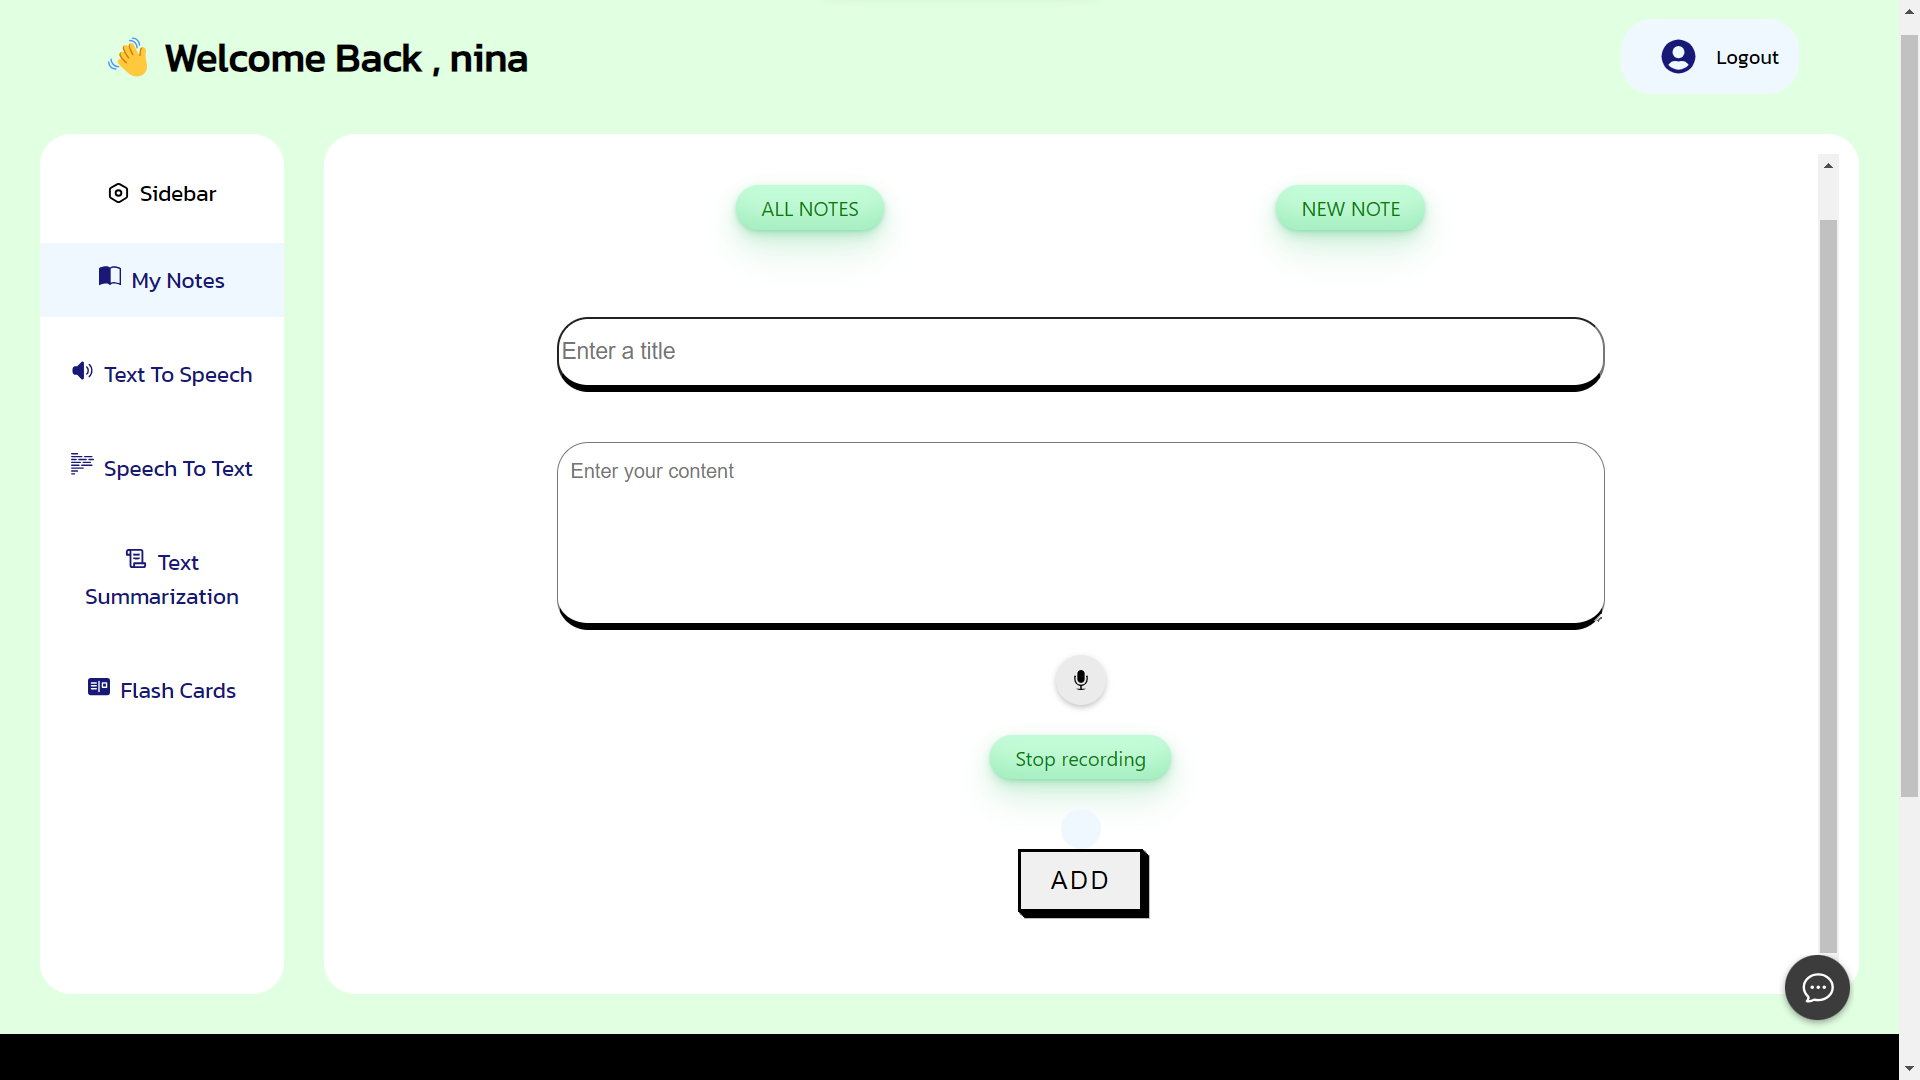 Welcome Back , nina
Logout
Sidebar
My Notes
Text To Speech
Speech To Text
Text
Summarization
Flash Cards
ALL NOTES
NEW NOTE
Enter a title
Enter your content
Stop recording
ADD